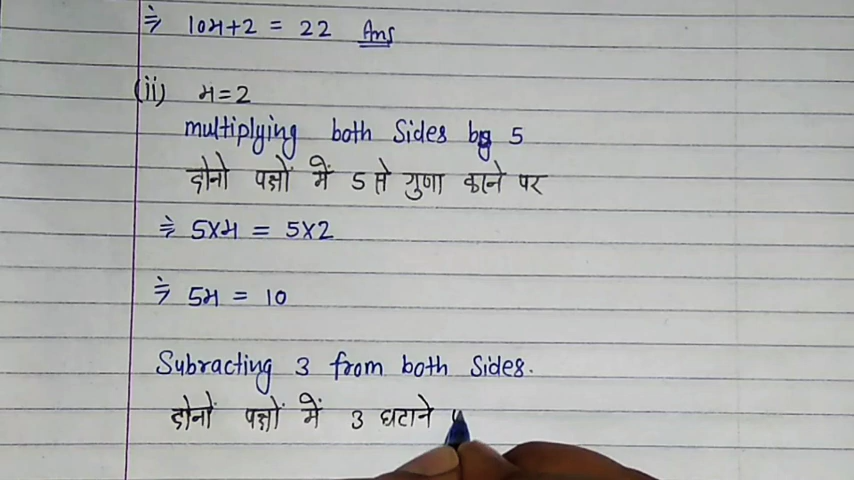 ⇒ 10x+2 = 22 Ans
(ii) x=2
multiplying both Sides by 5
दोनो पक्षों में 5 से गुणा करने पर
⇒ 5×x = 5×2
⇒ 5x = 10
Subracting 3 from both Sides.
दोनों पक्षों में 3 घटाने प